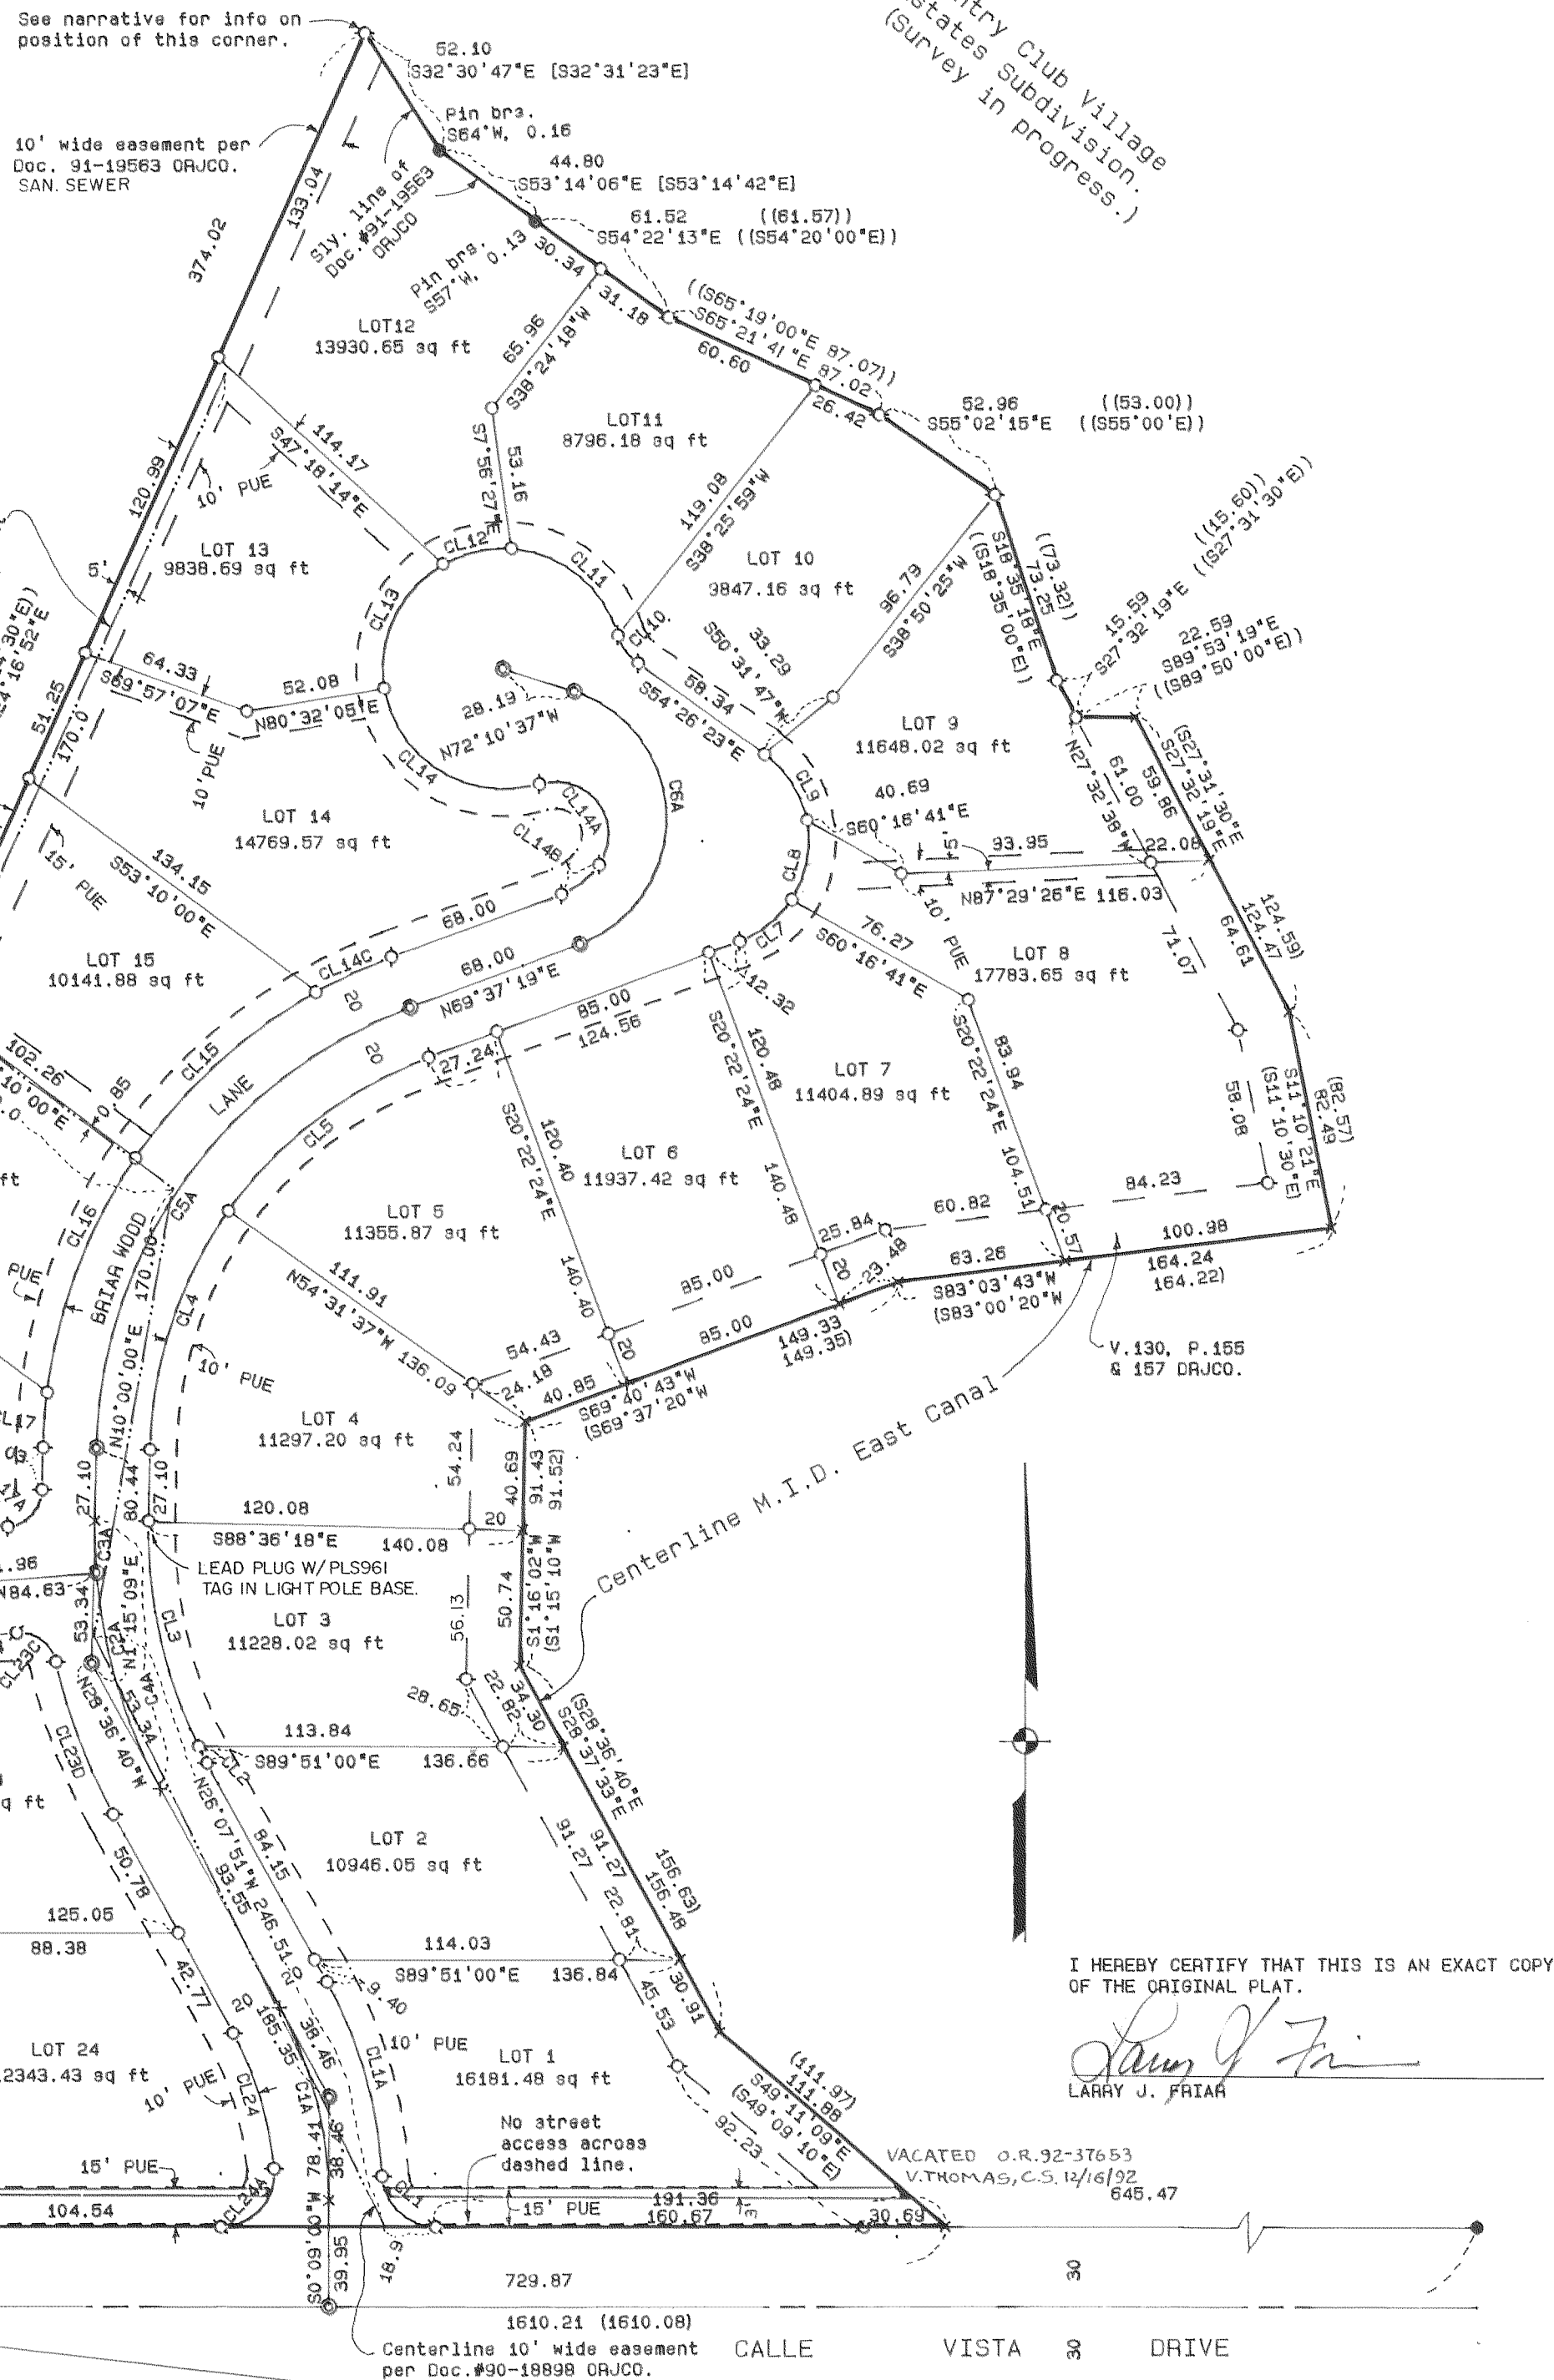 See narrative for info on
position of this corner.
52.10
S32°30'47"E [S32°31'23"E]
ntry Club Village
states Subdivision.
(Survey in progress.)
Pin brs.
S64°W, 0.16
10' wide easement per
Doc. 91-19563 ORJCO.
SAN. SEWER
44.80
S53°14'06"E [S53°14'42"E]
133.04
374.02
Sly. line of
Doc.#91-19563
ORJCO
61.52 ((61.57))
S54°22'13"E ((S54°20'00"E))
Pin brs.
S57°W, 0.13
30.34
31.18
((S65°19'00"E 87.07))
S65°21'41"E 87.02
60.60
26.42
LOT12
13930.65 sq ft
65.96
S38°24'18"W
52.96 ((53.00))
S55°02'15"E ((S55°00'E))
LOT11
8796.18 sq ft
S7°56'27"E
53.16
114.17
S47°18'14"E
120.99
10' PUE
119.08
S38°25'59"W
((15.60))
((S27°31'30"E))
15.59
S27°32'19"E
((73.32))
73.25
S18°35'18"E
((S18°35'00"E))
22.59
S89°53'19"E
((S89°50'00"E))
LOT 13
9838.69 sq ft
5'
CL12
CL11
CL13
CL10
LOT 10
9847.16 sq ft
96.79
S38°50'25"W
33.29
S50°31'47"W
58.34
S54°26'23"E
30"E))
24°16'52"E
51.25
170.0
64.33
S69°57'07"E
52.08
N80°32'05"E
10'PUE
28.19
N72°10'37"W
C6A
CL14
CL14A
CL14B
LOT 9
11648.02 sq ft
CL9
40.69
S60°16'41"E
N27°32'38"W
61.00
59.86
S27°32'19"E
(S27°31'30"E
LOT 14
14769.57 sq ft
15' PUE
134.15
S53°10'00"E
5'
93.95
22.08
N87°29'26"E 116.03
CL8
10' PUE
68.00
CL7
76.27
S60°16'41"E
71.07
64.61
124.47
124.59)
LOT 8
17783.65 sq ft
LOT 15
10141.88 sq ft
CL14C
20
68.00
N69°37'19"E
12.32
85.00
124.56
27.24
20
102.26
10'00"E
0.85
CL15
LANE
CL5
S20°22'24"E
120.48
140.48
LOT 7
11404.89 sq ft
83.94
S20°22'24"E
104.51
58.08
(S11°10'30"E)
S11°10'21"E
82.49
(82.57)
S20°22'24"E
120.40
140.40
LOT 6
11937.42 sq ft
ft
CL16
C5A
BRIAR WOOD
170.00
LOT 5
11355.87 sq ft
25.84
60.82
84.23
20.57
100.98
164.24
164.22)
20
23.48
63.26
S83°03'43"W
(S83°00'20"W
PUE
CL4
111.91
N54°31'37"W
136.09
85.00
85.00
149.33
149.35)
20
V.130, P.155
& 157 DRJCO.
10' PUE
54.43
24.18
40.85
S69°40'43"W
(S69°37'20"W
N10°00'00"E
CL17
LOT 4
11297.20 sq ft
54.24
40.69
91.43
91.52)
Centerline M.I.D. East Canal
27.10
80.44
27.10
120.08
S88°36'18"E
140.08
20
LEAD PLUG W/PLS961
TAG IN LIGHT POLE BASE.
C3A
N84.63
N1°15'09"E
53.34
C2A
C4A
CL3
LOT 3
11228.02 sq ft
56.13
50.74
S1°16'02"W
(S1°15'10"W
CL23C
28.65
22.82
34.30
(S28°36'40"E
S28°37'33"E
N28°36'40"W
53.34
CL23D
CL2
113.84
S89°51'00"E
136.66
q ft
N26°07'51"W 246.51
84.15
93.55
LOT 2
10946.05 sq ft
91.27
91.27
156.48
156.63)
22.81
50.78
125.05
88.38
20
9.40
114.03
S89°51'00"E
136.84
I HEREBY CERTIFY THAT THIS IS AN EXACT COPY
OF THE ORIGINAL PLAT.
LARRY J. FRIAR
42.77
20
185.35
38.46
45.53
30.91
LOT 24
2343.43 sq ft
10' PUE
CL24
C1A
CL1A
10' PUE
LOT 1
16181.48 sq ft
(111.97)
111.88
S49°11'09"E
(S49°09'10"E)
92.23
No street
access across
dashed line.
VACATED O.R.92-37653
V.THOMAS, C.S. 12/16/92
645.47
15' PUE
78.41
38.46
CL1
CL24A
104.54
S0°09'00"W
39.95
18.9
15' PUE
191.36
160.67
3'
30.69
729.87
30
1610.21 (1610.08)
Centerline 10' wide easement
per Doc.#90-18898 ORJCO.
CALLE VISTA 30 DRIVE